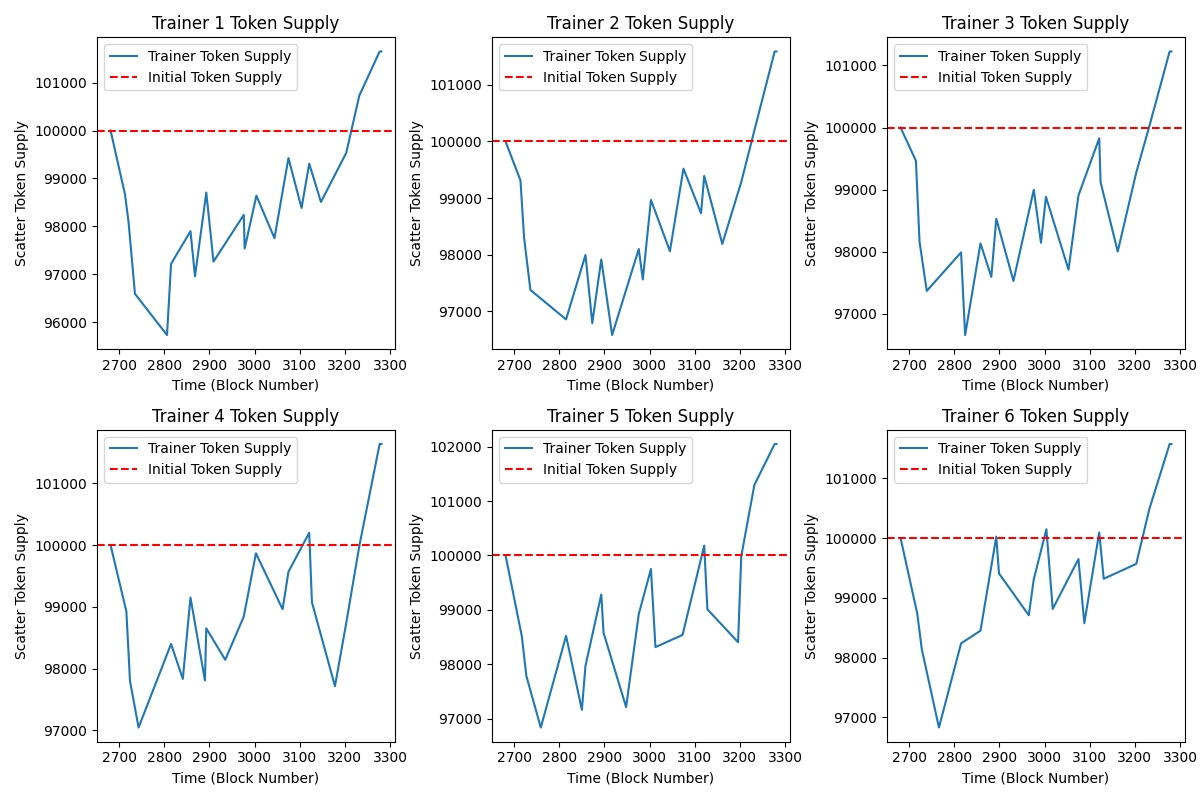 Trainer 1 Token Supply
Trainer Token Supply
Initial Token Supply
101000
100000
99000
98000
97000
96000
Scatter Token Supply
2700 2800 2900 3000 3100 3200 3300
Time (Block Number)
Trainer 2 Token Supply
Trainer Token Supply
Initial Token Supply
101000
100000
99000
98000
97000
Scatter Token Supply
2700 2800 2900 3000 3100 3200 3300
Time (Block Number)
Trainer 3 Token Supply
Trainer Token Supply
Initial Token Supply
101000
100000
99000
98000
97000
Scatter Token Supply
2700 2800 2900 3000 3100 3200 3300
Time (Block Number)
Trainer 4 Token Supply
Trainer Token Supply
Initial Token Supply
101000
100000
99000
98000
97000
Scatter Token Supply
2700 2800 2900 3000 3100 3200 3300
Time (Block Number)
Trainer 5 Token Supply
Trainer Token Supply
Initial Token Supply
102000
101000
100000
99000
98000
97000
Scatter Token Supply
2700 2800 2900 3000 3100 3200 3300
Time (Block Number)
Trainer 6 Token Supply
Trainer Token Supply
Initial Token Supply
101000
100000
99000
98000
97000
Scatter Token Supply
2700 2800 2900 3000 3100 3200 3300
Time (Block Number)